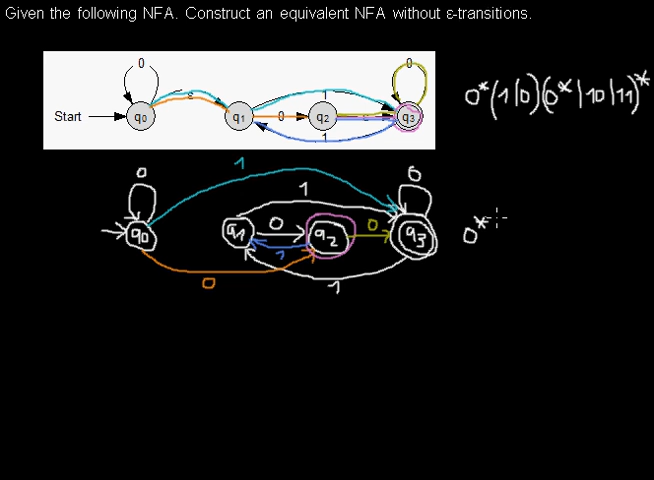 Given the following NFA. Construct an equivalent NFA without ε-transitions.
0 ε 1 0
Start q0 q1 0 q2 ε q3
1
0*(1|0)(0*|10|11)*
0 1 1 0
q0 q1 0 q2 0 q3 0*
1
0 1